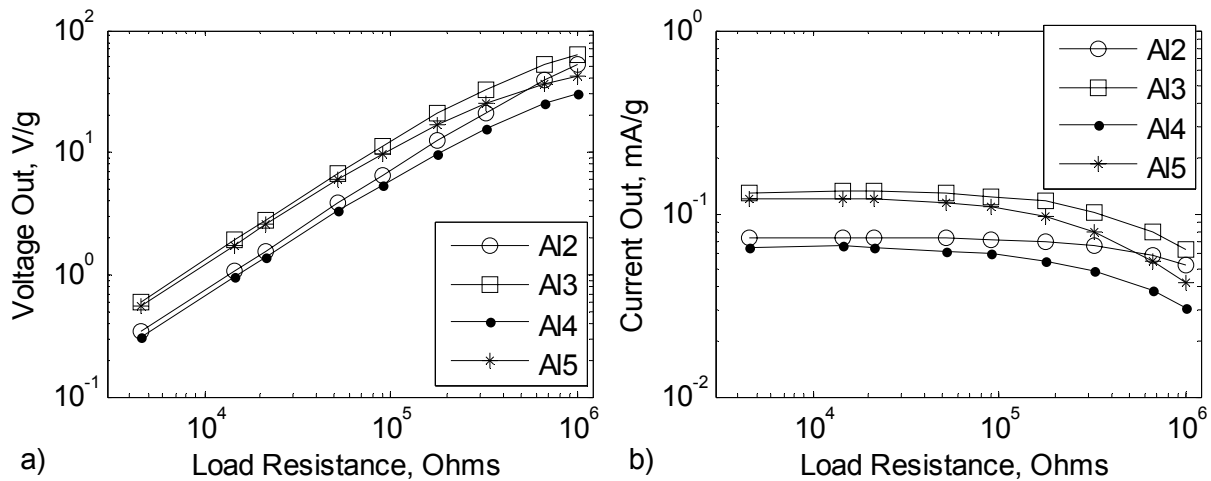 10^2
10^1
10^0
10^-1
Voltage Out, V/g
Al2
Al3
Al4
Al5
10^4
10^5
10^6
Load Resistance, Ohms
a)
10^0
10^-1
10^-2
Current Out, mA/g
Al2
Al3
Al4
Al5
10^4
10^5
10^6
Load Resistance, Ohms
b)